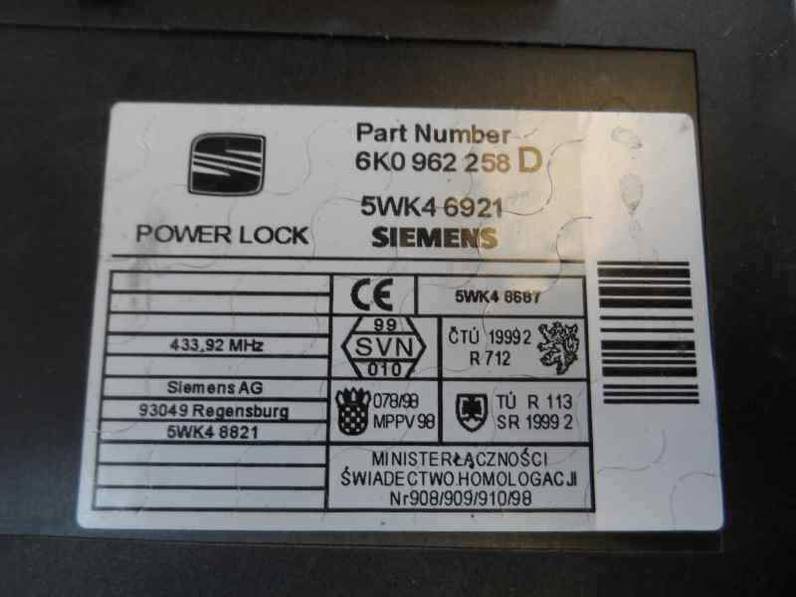 Part Number
6K0 962 258 D
5WK4 6921
POWER LOCK
SIEMENS
CE
5WK4 8687
433,92 MHz
99
SVN
010
ČTÚ 1999 2
R 712
Siemens AG
93049 Regensburg
5WK4 8821
078/98
MPPV 98
TÚ R 113
SR 1999 2
MINISTER.ŁĄCZNOŚCI
ŚWIADECTWO.HOMOLOGACJI
Nr908/909/910/98